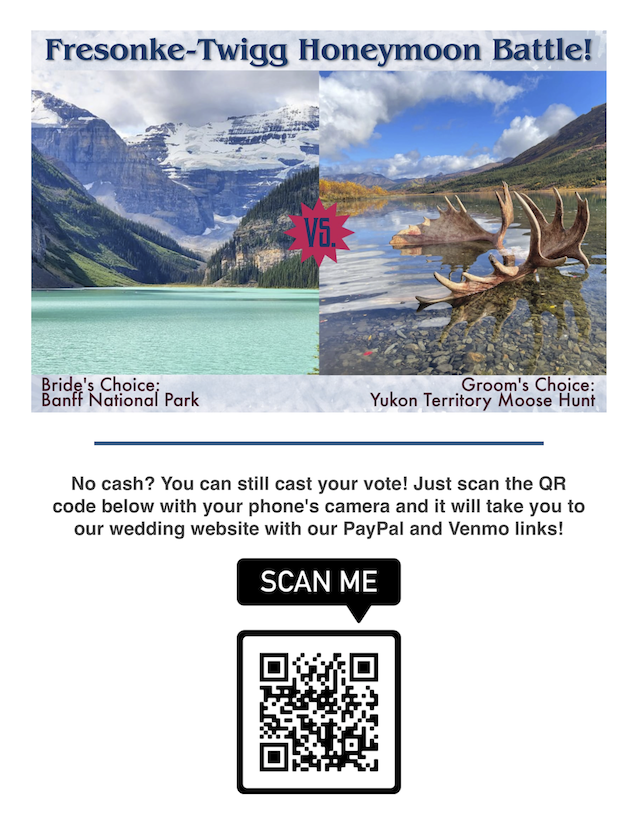 Fresonke-Twigg Honeymoon Battle!
VS.
Bride's Choice:
Banff National Park
Groom's Choice:
Yukon Territory Moose Hunt
No cash? You can still cast your vote! Just scan the QR
code below with your phone's camera and it will take you to
our wedding website with our PayPal and Venmo links!
SCAN ME